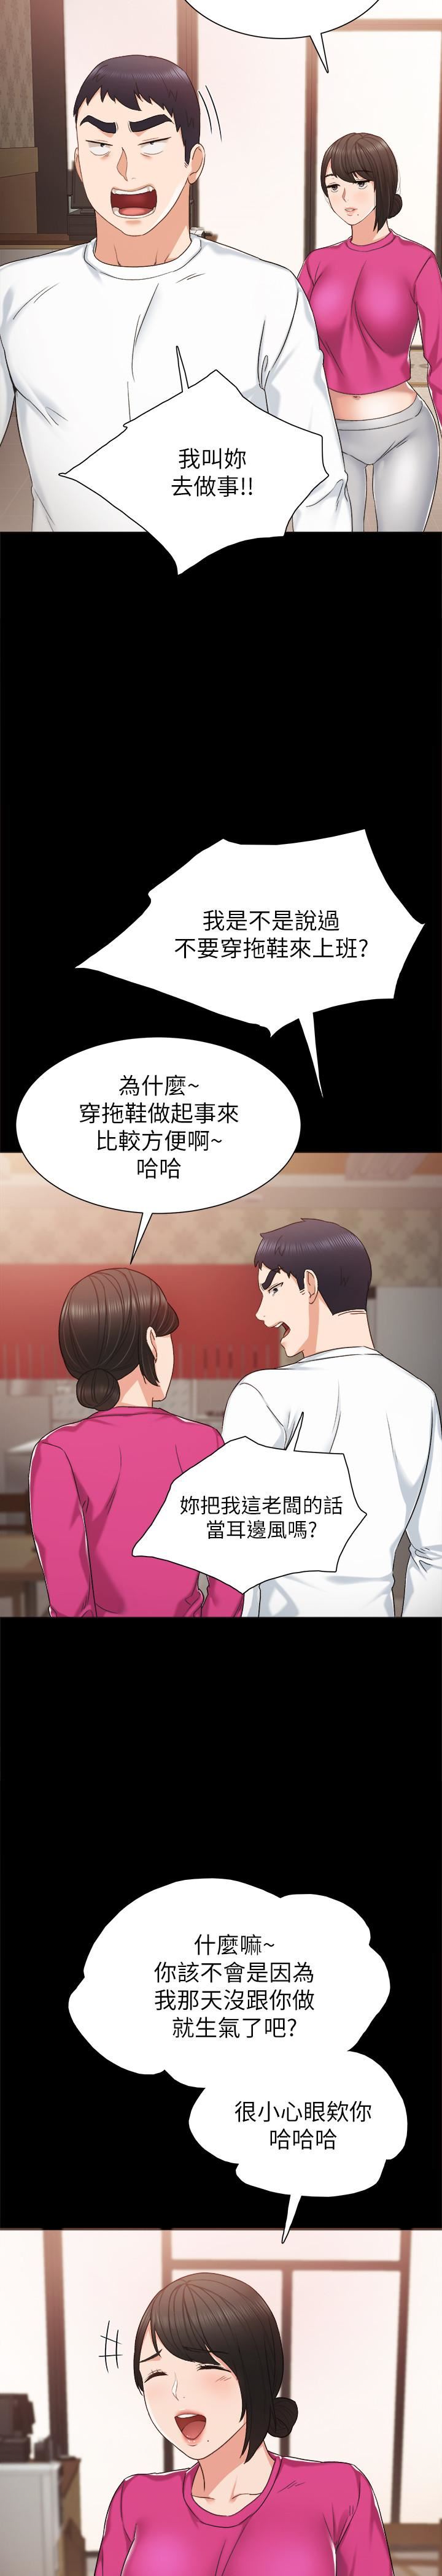 我叫妳
去做事!!
我是不是說過
不要穿拖鞋來上班?
為什麼~
穿拖鞋做起事來
比較方便啊~
哈哈
妳把我這老闆的話
當耳邊風嗎?
什麼嘛~
你該不會是因為
我那天沒跟你做
就生氣了吧?
很小心眼欸你
哈哈哈